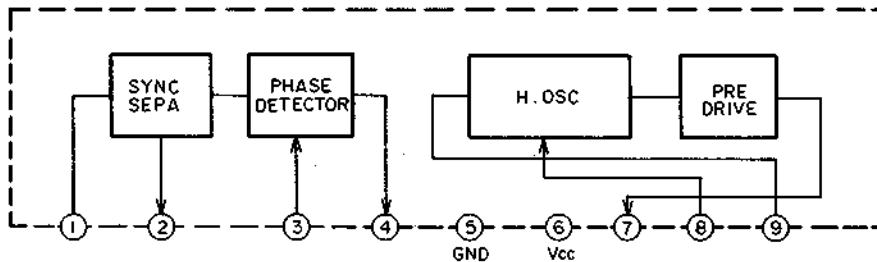 SYNC
SEPA
PHASE
DETECTOR
H.OSC
PRE
DRIVE
1 2 3 4 5 6 7 8 9
GND Vcc